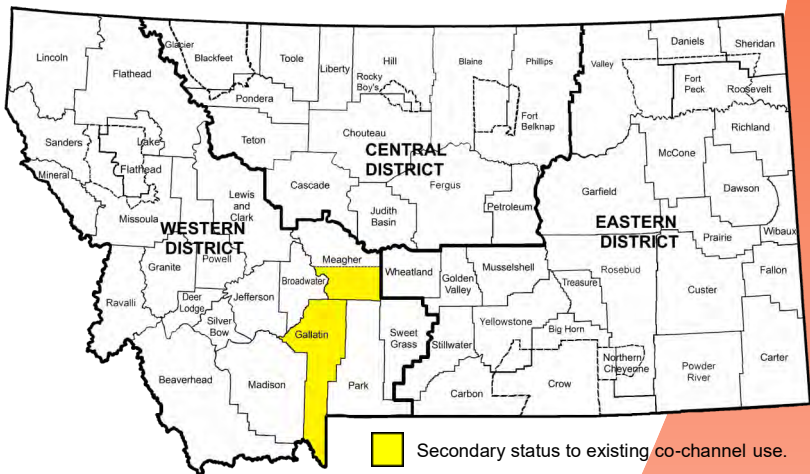 Lincoln
Flathead
Glacier
Blackfeet
Toole
Liberty
Hill
Rocky
Boy's
Blaine
Phillips
Valley
Daniels
Sheridan
Fort
Peck
Roosevelt
Pondera
Fort
Belknap
Teton
Chouteau
Richland
Sanders
Lake
Flathead
CENTRAL
DISTRICT
McCone
Mineral
Cascade
Fergus
Garfield
Dawson
Lewis
and
Clark
Judith
Basin
Petroleum
Missoula
WESTERN
DISTRICT
EASTERN
DISTRICT
Prairie
Wibaux
Powell
Meagher
Wheatland
Golden
Valley
Musselshell
Rosebud
Fallon
Granite
Broadwater
Treasure
Custer
Ravalli
Deer
Lodge
Jefferson
Silver
Bow
Gallatin
Sweet
Grass
Stillwater
Yellowstone
Big Horn
Northern
Cheyenne
Powder
River
Carter
Beaverhead
Madison
Park
Carbon
Crow
Secondary status to existing co-channel use.